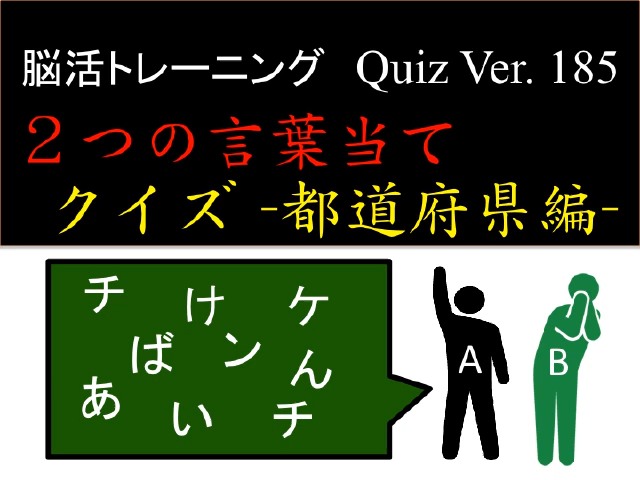 脳活トレーニング Quiz Ver. 185
２つの言葉当て
クイズ -都道府県編-
チ け ケ
ば ン ん
あ い チ
A B